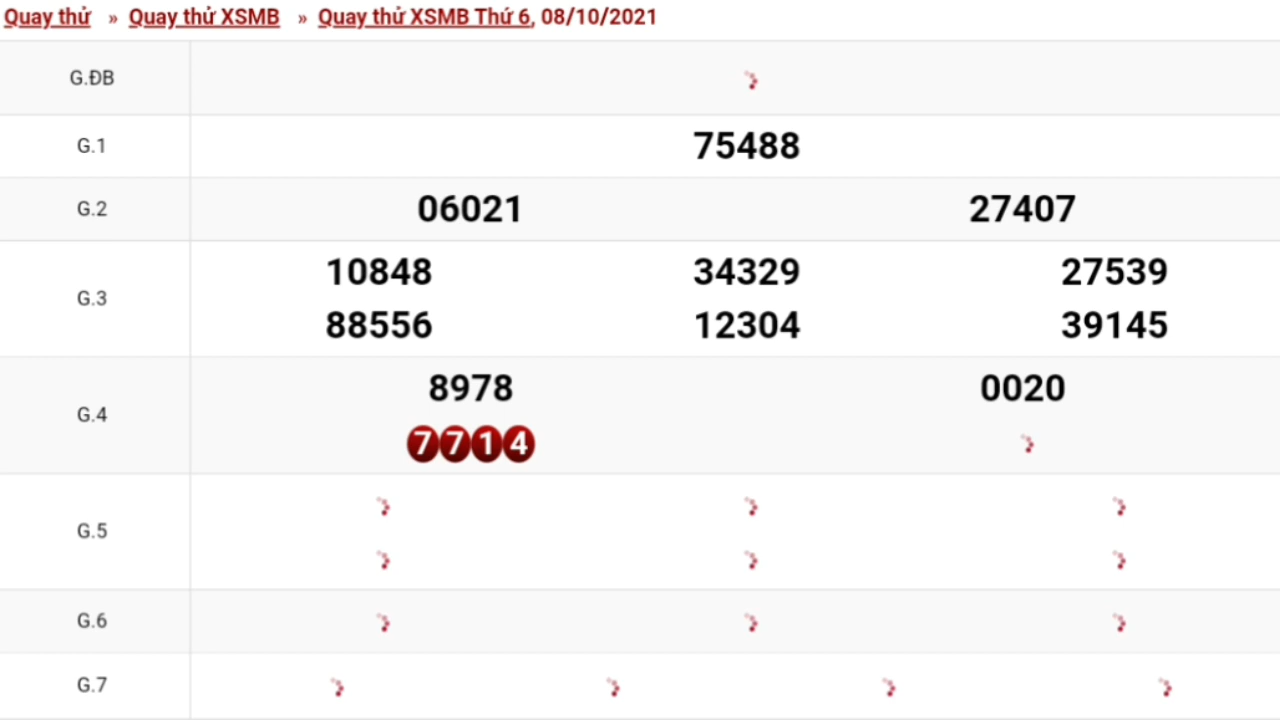 Quay thử » Quay thử XSMB » Quay thử XSMB Thứ 6, 08/10/2021
G.ĐB
G.1 75488
G.2 06021 27407
G.3 10848 34329 27539
88556 12304 39145
G.4 8978 0020
7714
G.5
G.6
G.7